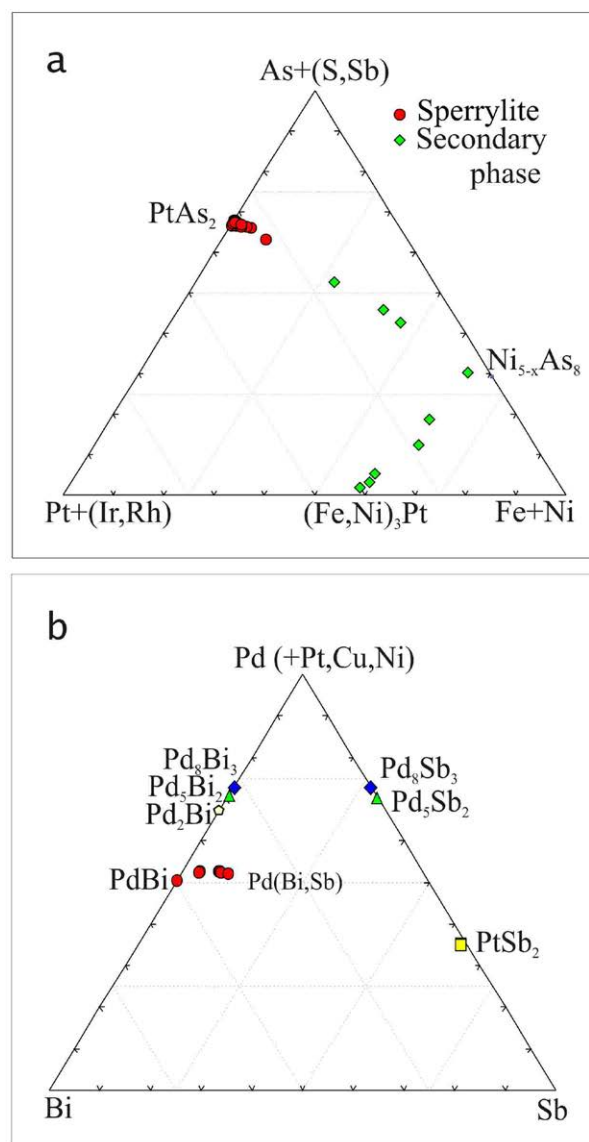 a
As+(S,Sb)
Sperrylite
Secondary
phase
PtAs₂
Ni₅₋ₓAs₈
Pt+(Ir,Rh)
(Fe,Ni)₃Pt
Fe+Ni
b
Pd (+Pt,Cu,Ni)
Pd₈Bi₃
Pd₈Sb₃
Pd₅Bi₂
Pd₅Sb₂
Pd₂Bi
PdBi
Pd(Bi,Sb)
PtSb₂
Bi
Sb